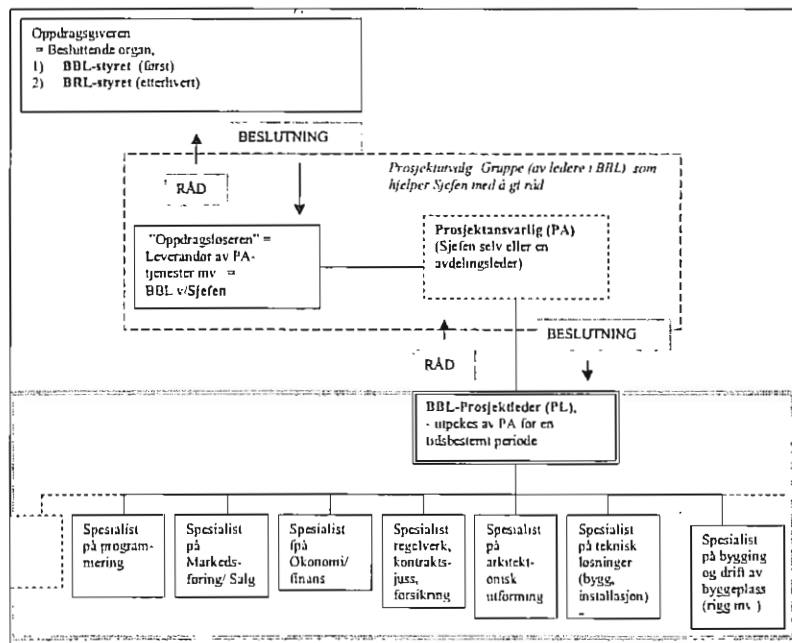 Oppdragsgiveren
= Besluttende organ,
1) BBL-styret (først)
2) BRL-styret (etterhvert)
BESLUTNING
RÅD
Prosjektutvalg Gruppe (av ledere i BRL) som
hjelper Sjefen med å gi råd
"Oppdragsløseren" =
Leverandør av PA-
tjenester mv =
BBL v/Sjefen
Prosjektansvarlig (PA)
(Sjefen selv eller en
avdelingsleder)
BESLUTNING
RÅD
BBL-Prosjektleder (PL),
- utpekes av PA for en
tidsbestemt periode
Spesialist
på program-
mering
Spesialist
på
Markeds-
føring/ Salg
Spesialist
på Økonomi/
finans
Spesialist
regelverk,
kontrakts-
juss,
forsikring
Spesialist
på
arkitekt-
onisk
utforming
Spesialist
på teknisk
løsninger
(bygg,
installasjon)
Spesialist
på bygging
og drift av
byggeplass
(rigg mv )